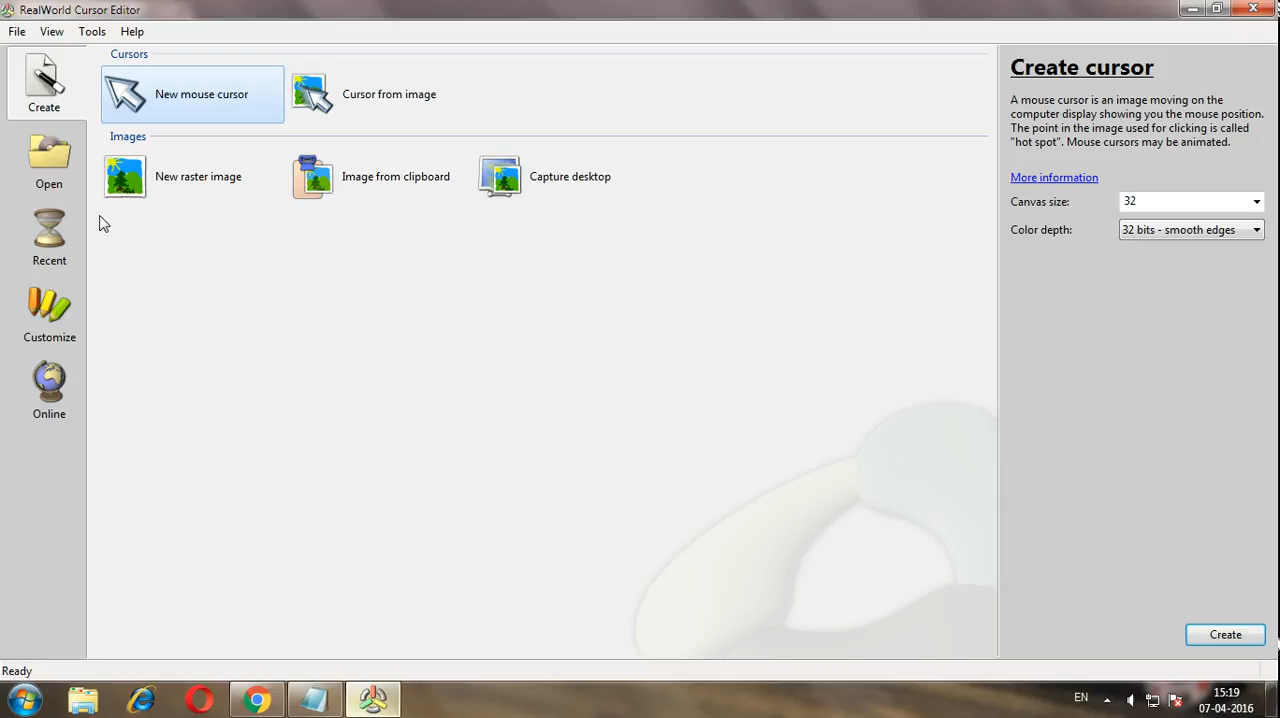 RealWorld Cursor Editor
File View Tools Help
Create
Open
Recent
Customize
Online
Cursors
New mouse cursor
Cursor from image
Images
New raster image
Image from clipboard
Capture desktop
Create cursor
A mouse cursor is an image moving on the
computer display showing you the mouse position.
The point in the image used for clicking is called
"hot spot". Mouse cursors may be animated.
More information
Canvas size: 32
Color depth: 32 bits - smooth edges
Create
Ready
EN
15:19
07-04-2016